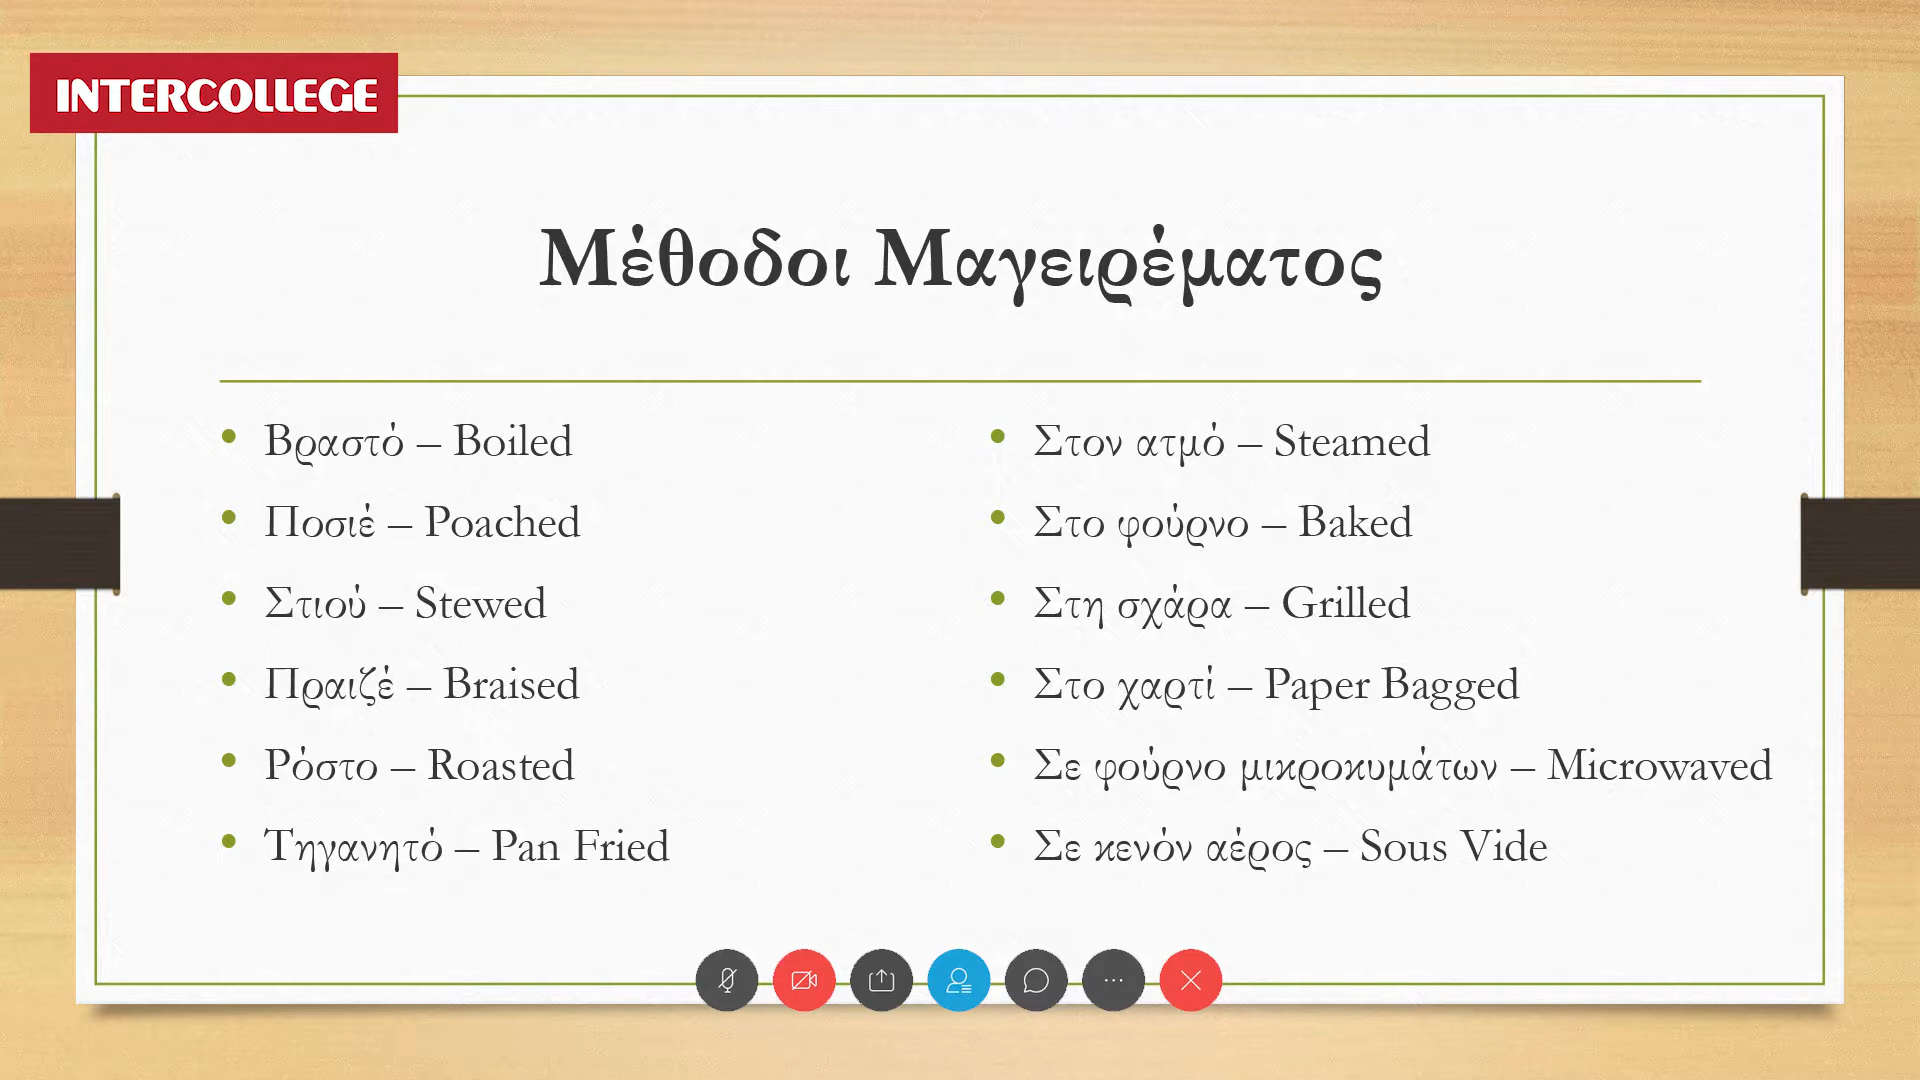 INTERCOLLEGE
Μέθοδοι Μαγειρέματος
• Βραστό – Boiled
• Ποσιέ – Poached
• Στιού – Stewed
• Πραιζέ – Braised
• Ρόστο – Roasted
• Τηγανητό – Pan Fried
• Στον ατμό – Steamed
• Στο φούρνο – Baked
• Στη σχάρα – Grilled
• Στο χαρτί – Paper Bagged
• Σε φούρνο μικροκυμάτων – Microwaved
• Σε κενόν αέρος – Sous Vide